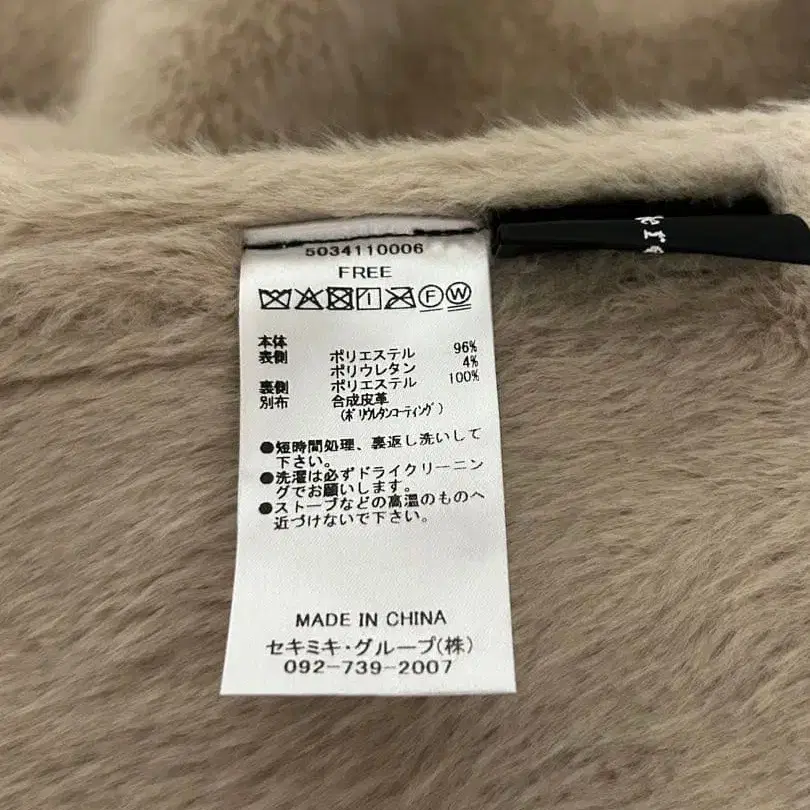 5034110006
FREE
F W
本体
表側 ポリエステル 96%
ポリウレタン 4%
裏側 ポリエステル 100%
別布 合成皮革
(ポリウレタンコーティング)
●短時間処理、裏返し洗いして
下さい。
●洗濯は必ずドライクリーニン
グでお願いします。
●ストーブなどの高温のものへ
近づけないで下さい。
MADE IN CHINA
セキミキ・グループ(株)
092-739-2007